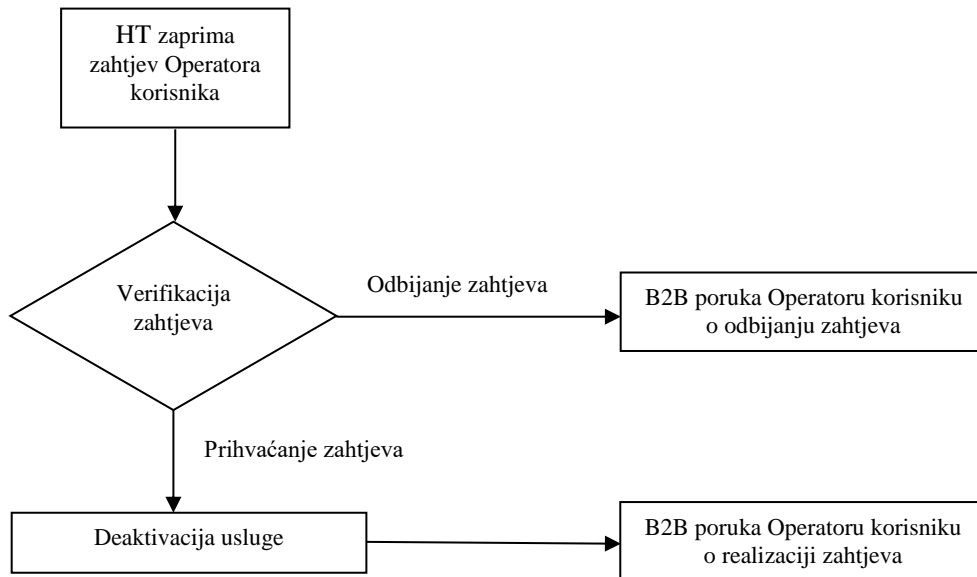 HT zaprima
zahtjev Operatora
korisnika
Verifikacija
zahtjeva
Odbijanje zahtjeva
B2B poruka Operatoru korisniku
o odbijanju zahtjeva
Prihvaćanje zahtjeva
Deaktivacija usluge
B2B poruka Operatoru korisniku
o realizaciji zahtjeva